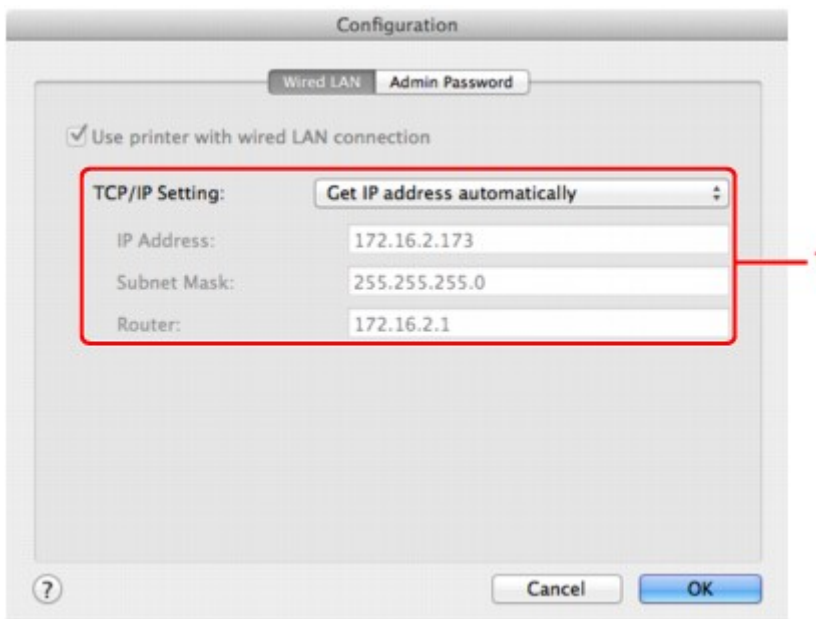 Configuration
Wired LAN Admin Password
Use printer with wired LAN connection
TCP/IP Setting: Get IP address automatically
IP Address: 172.16.2.173
Subnet Mask: 255.255.255.0
Router: 172.16.2.1
? Cancel OK